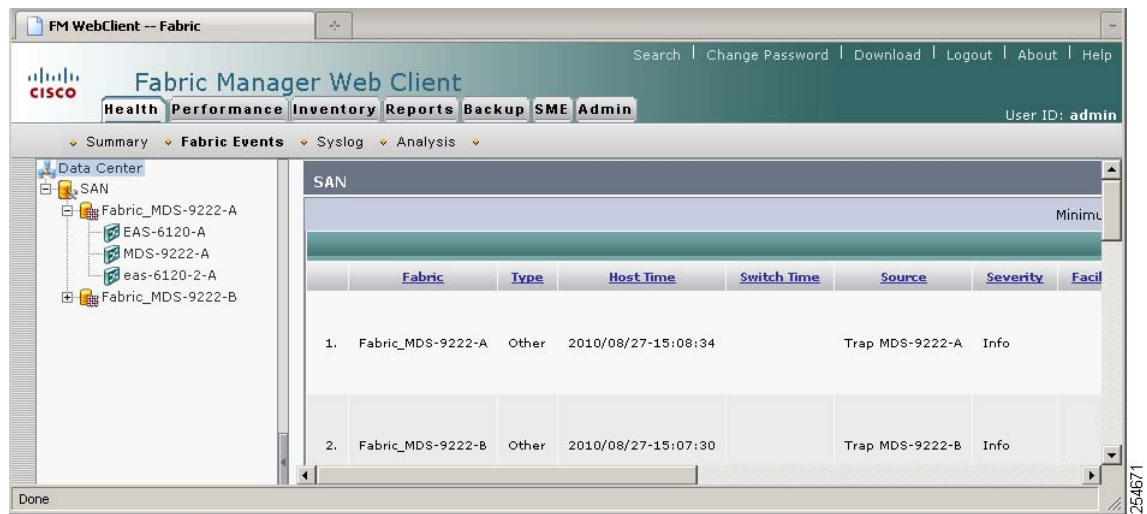 FM WebClient -- Fabric
Search | Change Password | Download | Logout | About | Help
CISCO
Fabric Manager Web Client
Health Performance Inventory Reports Backup SME Admin
User ID: admin
Summary Fabric Events Syslog Analysis
Data Center
SAN
Fabric_MDS-9222-A
EAS-6120-A
MDS-9222-A
eas-6120-2-A
Fabric_MDS-9222-B
SAN
Minimu
Fabric Type Host Time Switch Time Source Severity Facil
1. Fabric_MDS-9222-A Other 2010/08/27-15:08:34 Trap MDS-9222-A Info
2. Fabric_MDS-9222-B Other 2010/08/27-15:07:30 Trap MDS-9222-B Info
Done
254671